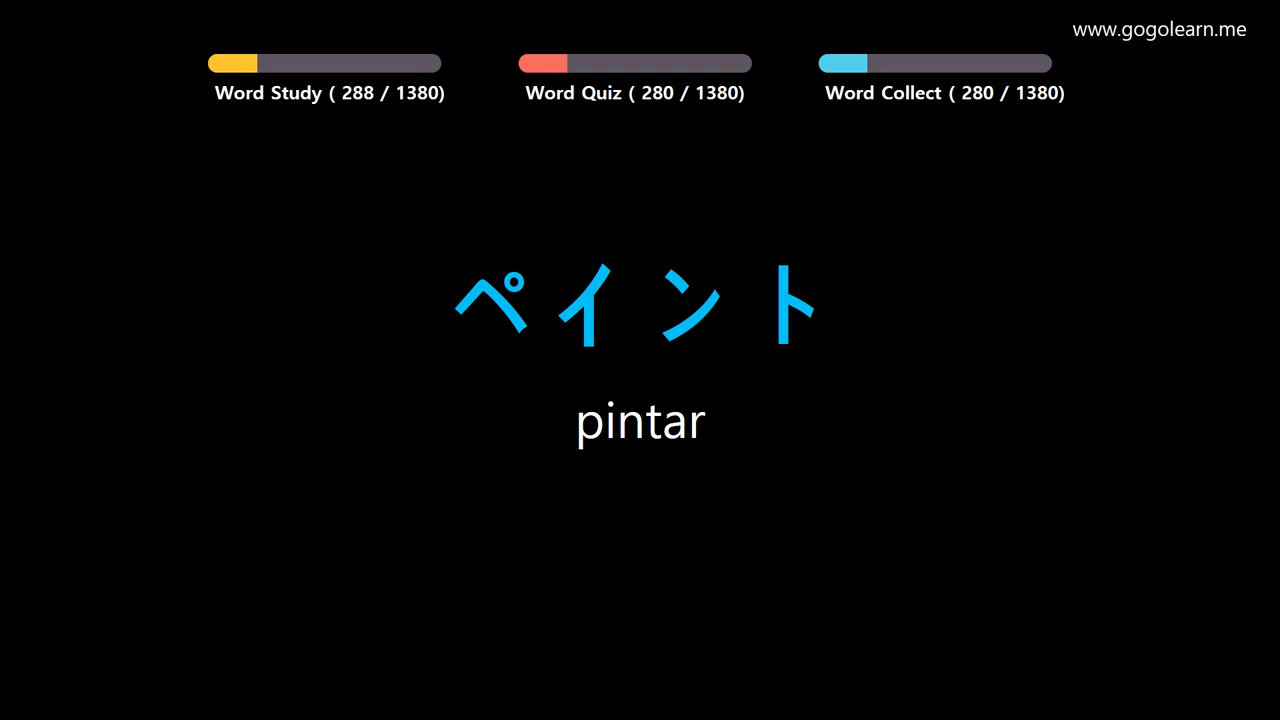 www.gogolearn.me
Word Study ( 288 / 1380)
Word Quiz ( 280 / 1380)
Word Collect ( 280 / 1380)
ペイント
pintar